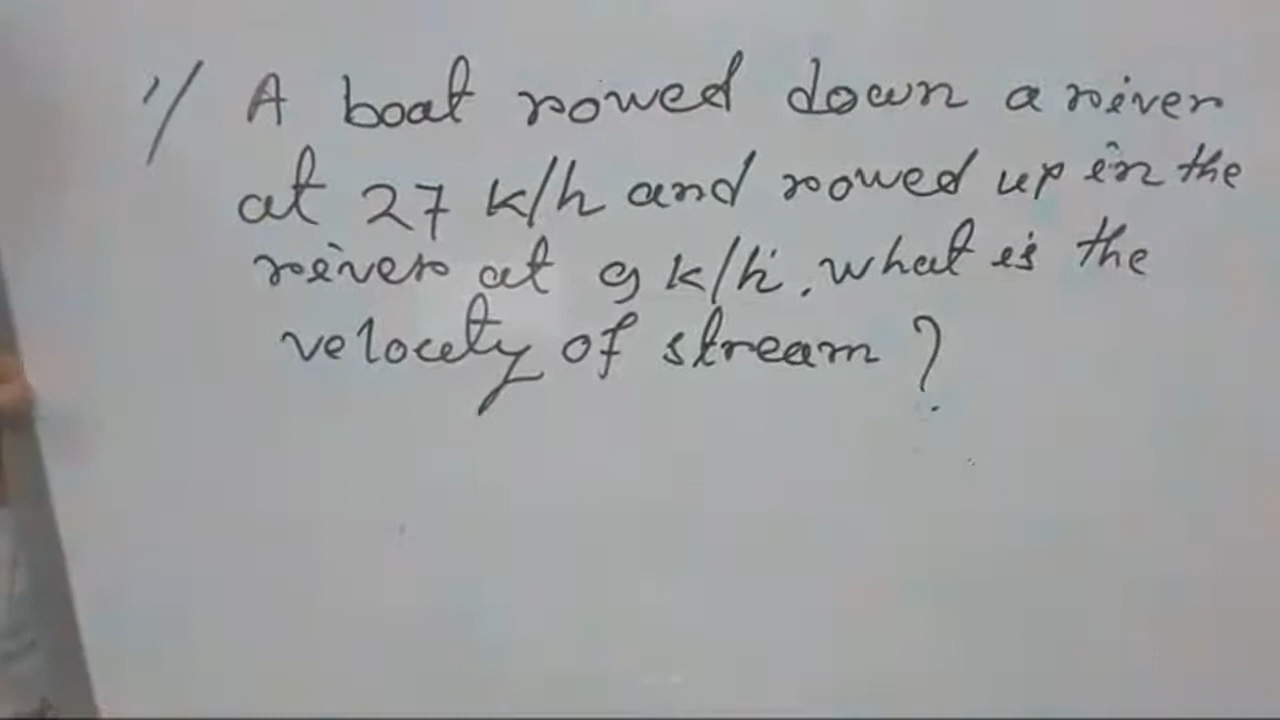 1/ A boat rowed down a river
at 27 k/h and rowed up in the
river at 9 k/h. what is the
velocity of stream ?